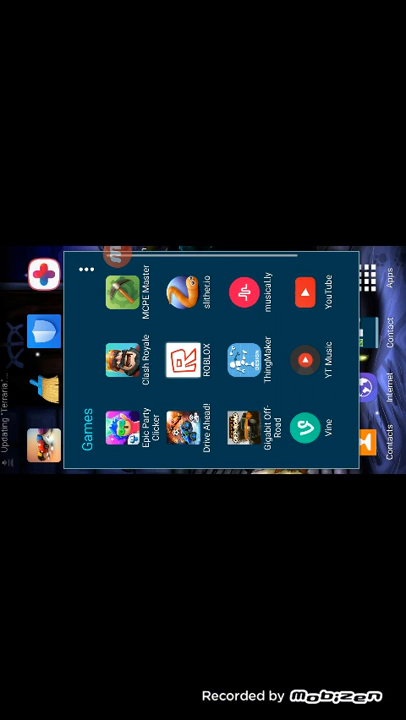 Updating "Terraria"...
Games
Epic Party
Clicker
Clash Royale
MCPE Master
Drive Ahead!
ROBLOX
slither.io
Gigabit Off-
Road
ThingMaker
musical.ly
Vine
YT Music
YouTube
Contacts
Internet
Contact
Apps
Recorded by Mobizen